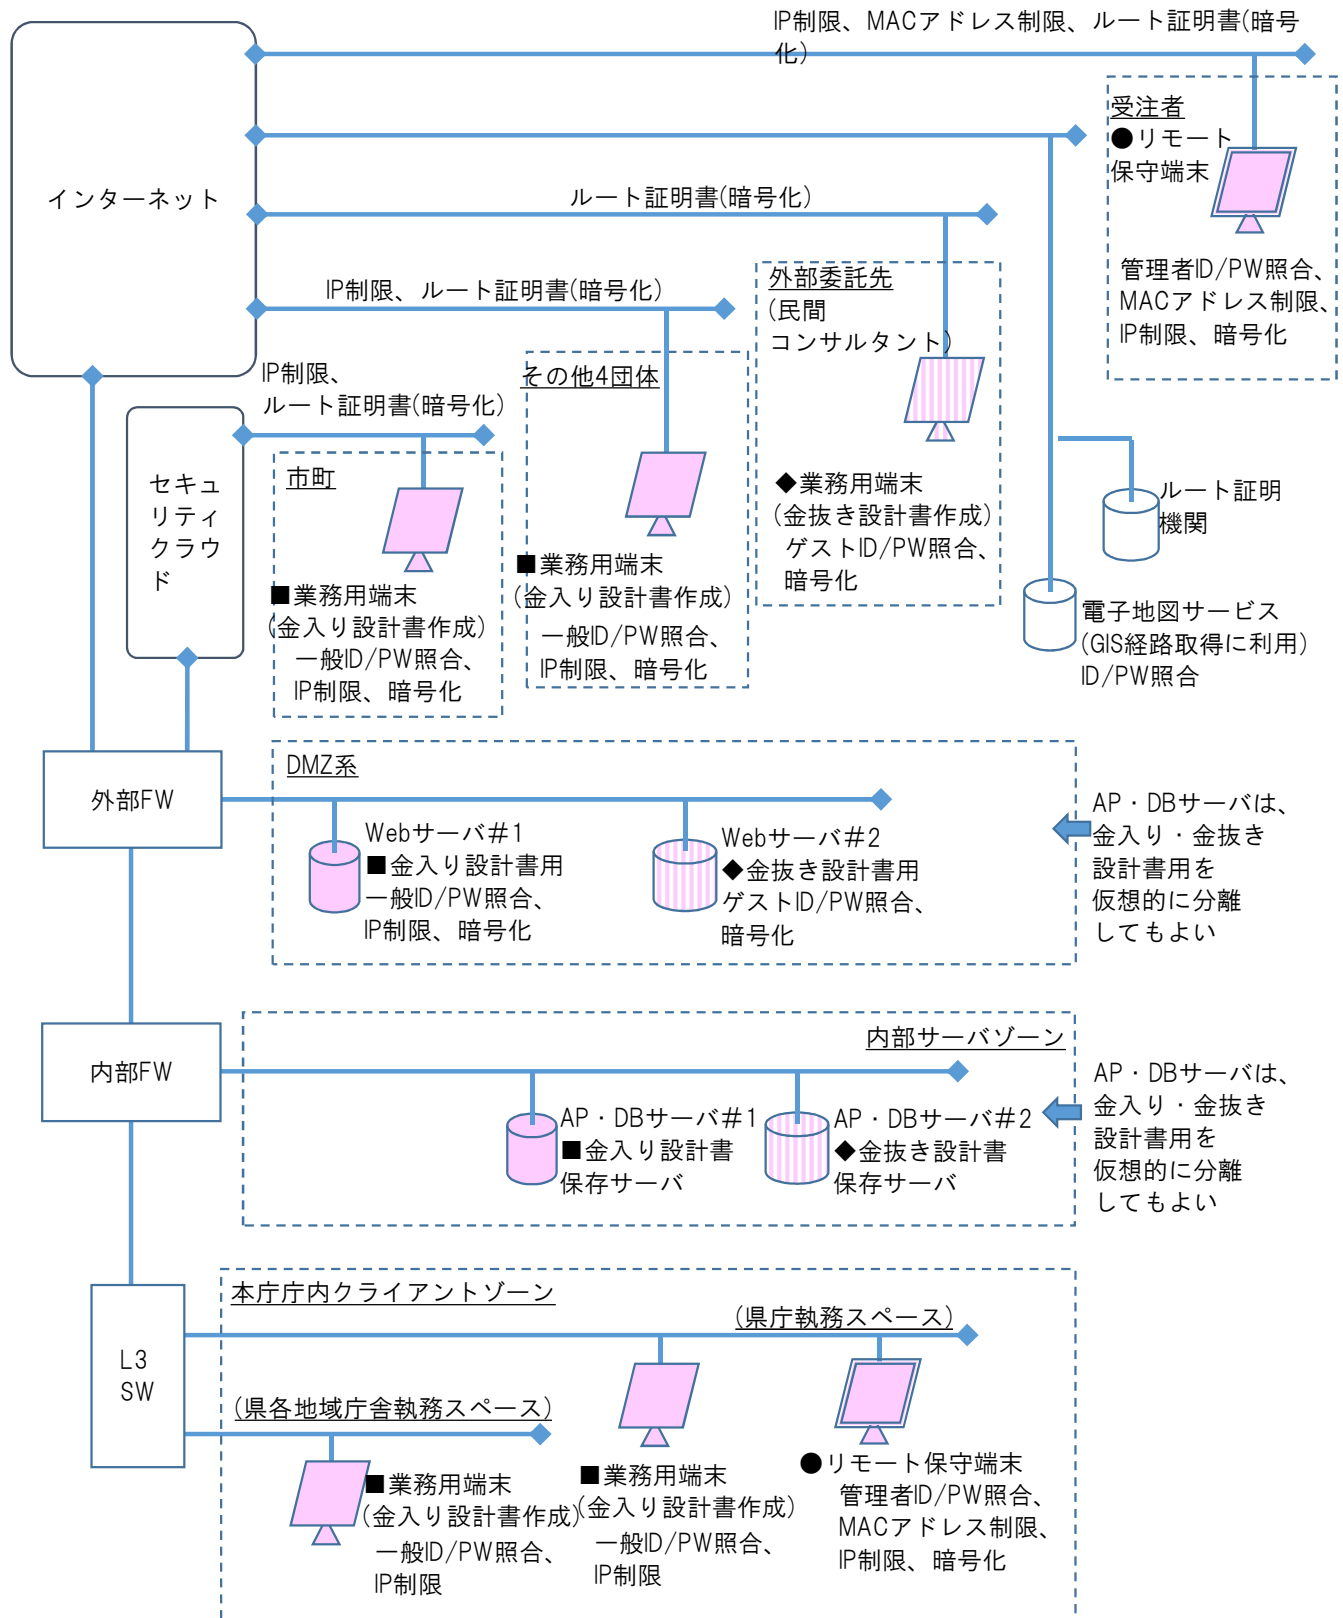 IP制限、MACアドレス制限、ルート証明書(暗号
化)
受注者
●リモート
保守端末
管理者ID/PW照合、
MACアドレス制限、
IP制限、暗号化
インターネット
ルート証明書(暗号化)
外部委託先
(民間
コンサルタント)
◆業務用端末
(金抜き設計書作成)
ゲストID/PW照合、
暗号化
IP制限、ルート証明書(暗号化)
その他4団体
■業務用端末
(金入り設計書作成)
一般ID/PW照合、
IP制限、暗号化
IP制限、
ルート証明書(暗号化)
セキュ
リティ
クラウ
ド
市町
■業務用端末
(金入り設計書作成)
一般ID/PW照合、
IP制限、暗号化
ルート証明
機関
電子地図サービス
(GIS経路取得に利用)
ID/PW照合
外部FW
DMZ系
Webサーバ#1
■金入り設計書用
一般ID/PW照合、
IP制限、暗号化
Webサーバ#2
◆金抜き設計書用
ゲストID/PW照合、
暗号化
AP・DBサーバは、
金入り・金抜き
設計書用を
仮想的に分離
してもよい
内部FW
内部サーバゾーン
AP・DBサーバ#1
■金入り設計書
保存サーバ
AP・DBサーバ#2
◆金抜き設計書
保存サーバ
AP・DBサーバは、
金入り・金抜き
設計書用を
仮想的に分離
してもよい
L3
SW
本庁庁内クライアントゾーン
(県庁執務スペース)
(県各地域庁舎執務スペース)
■業務用端末
(金入り設計書作成)
一般ID/PW照合、
IP制限
■業務用端末
(金入り設計書作成)
一般ID/PW照合、
IP制限
●リモート保守端末
管理者ID/PW照合、
MACアドレス制限、
IP制限、暗号化